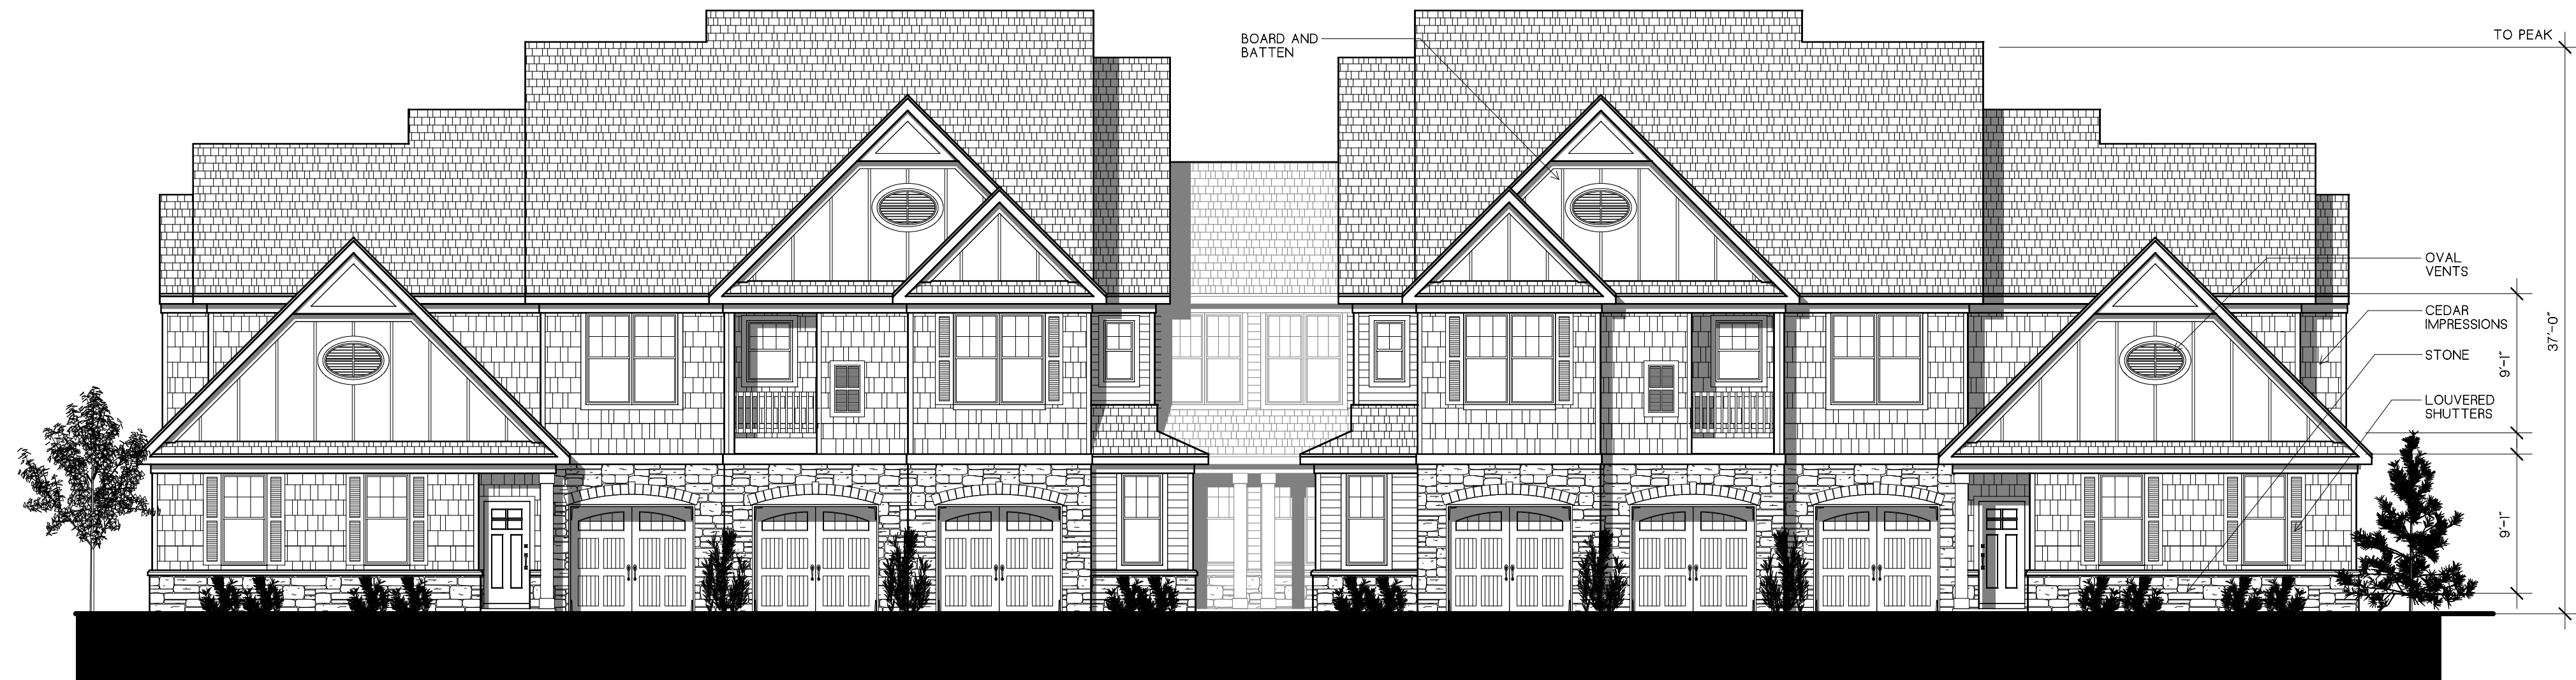 BOARD AND
BATTEN
TO PEAK
OVAL
VENTS
CEDAR
IMPRESSIONS
STONE
LOUVERED
SHUTTERS
9'-1"
37'-0"
9'-1"